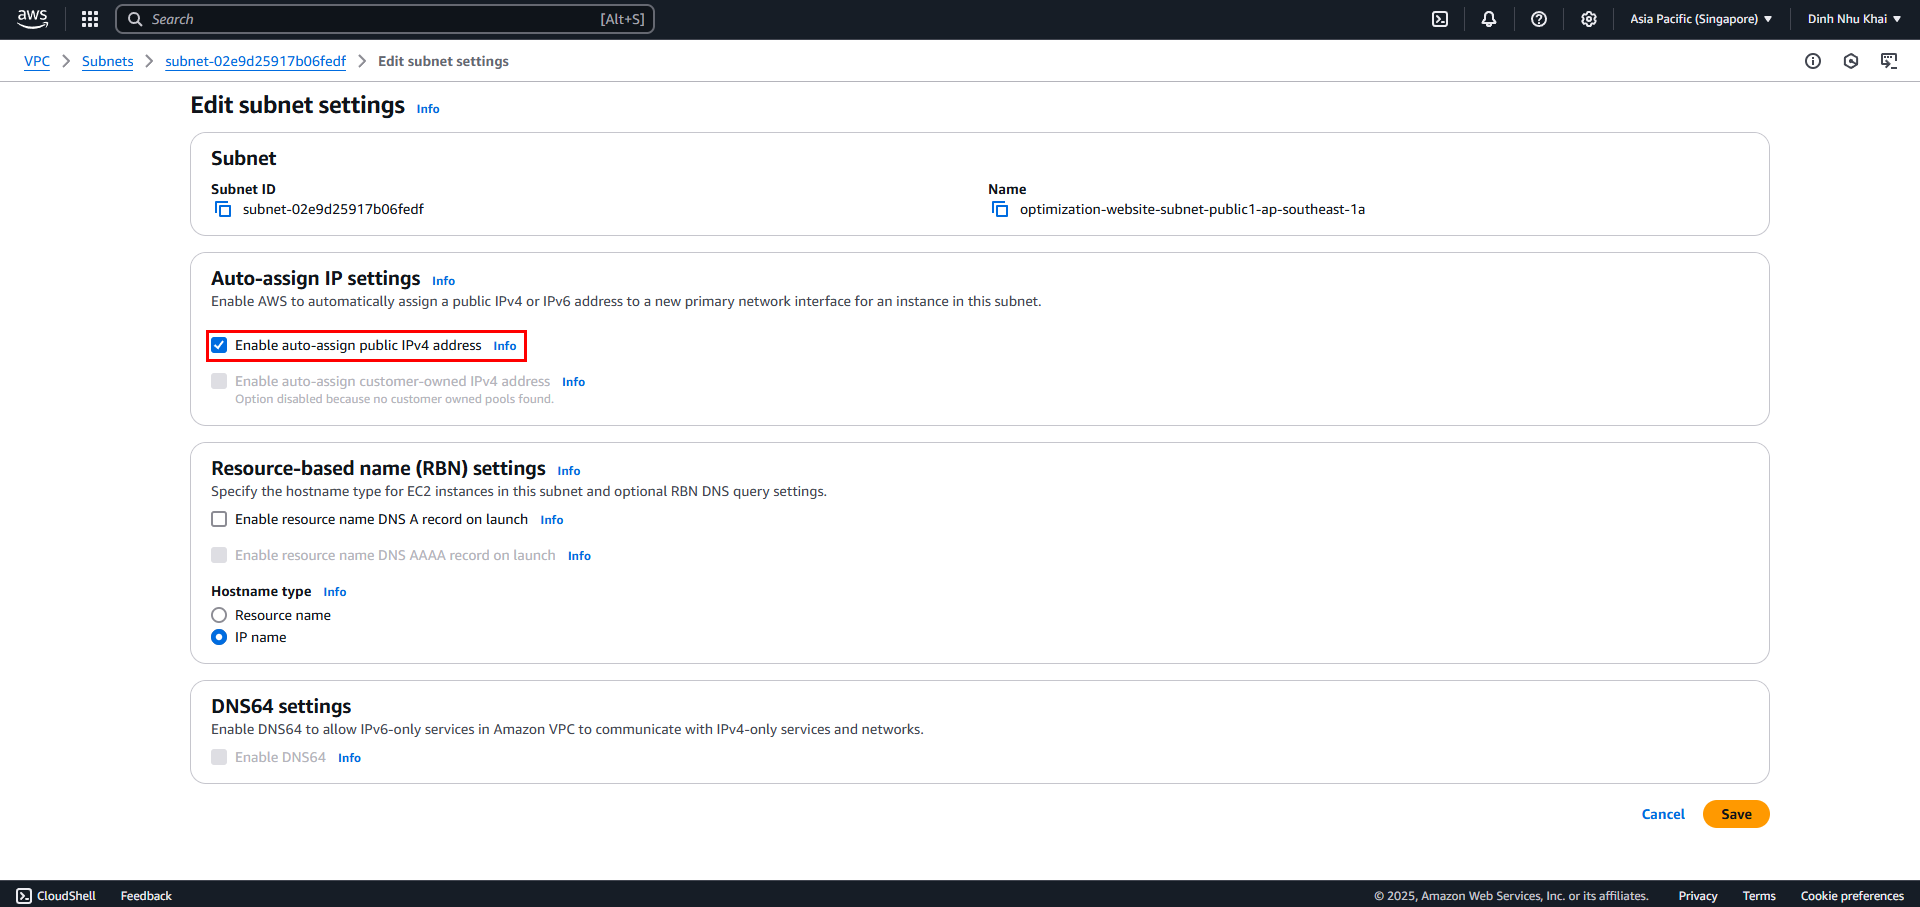 aws Search [Alt+S] Asia Pacific (Singapore) Dinh Nhu Khai
VPC Subnets subnet-02e9d25917b06fedf Edit subnet settings
Edit subnet settings Info
Subnet
Subnet ID Name
subnet-02e9d25917b06fedf optimization-website-subnet-public1-ap-southeast-1a
Auto-assign IP settings Info
Enable AWS to automatically assign a public IPv4 or IPv6 address to a new primary network interface for an instance in this subnet.
Enable auto-assign public IPv4 address Info
Enable auto-assign customer-owned IPv4 address Info
Option disabled because no customer owned pools found.
Resource-based name (RBN) settings Info
Specify the hostname type for EC2 instances in this subnet and optional RBN DNS query settings.
Enable resource name DNS A record on launch Info
Enable resource name DNS AAAA record on launch Info
Hostname type Info
Resource name
IP name
DNS64 settings
Enable DNS64 to allow IPv6-only services in Amazon VPC to communicate with IPv4-only services and networks.
Enable DNS64 Info
Cancel Save
CloudShell Feedback © 2025, Amazon Web Services, Inc. or its affiliates. Privacy Terms Cookie preferences